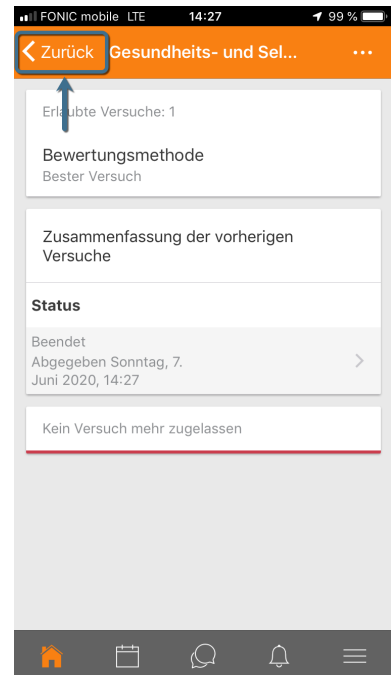 FONIC mobile LTE 14:27 99 %
Zurück Gesundheits- und Sel...
Erlaubte Versuche: 1
Bewertungsmethode
Bester Versuch
Zusammenfassung der vorherigen
Versuche
Status
Beendet
Abgegeben Sonntag, 7.
Juni 2020, 14:27
Kein Versuch mehr zugelassen